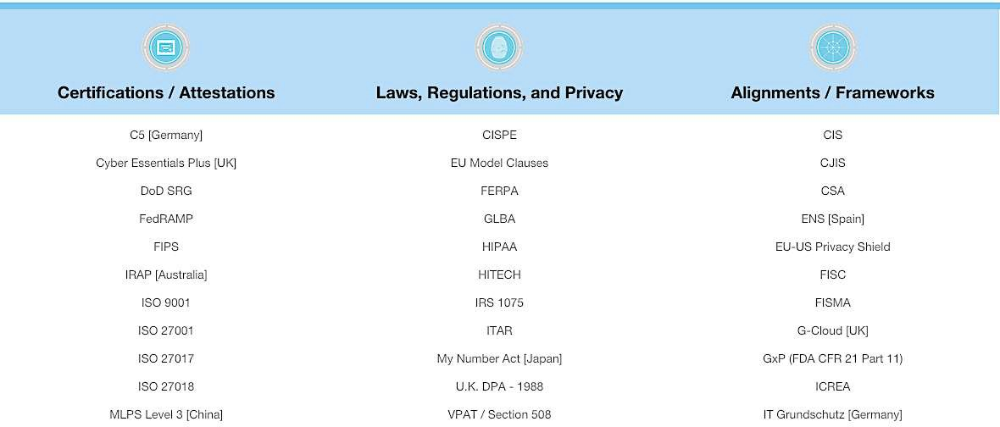 Certifications / Attestations Laws, Regulations, and Privacy Alignments / Frameworks
C5 [Germany] CISPE CIS
Cyber Essentials Plus [UK] EU Model Clauses CJIS
DoD SRG FERPA CSA
FedRAMP GLBA ENS [Spain]
FIPS HIPAA EU-US Privacy Shield
IRAP [Australia] HITECH FISC
ISO 9001 IRS 1075 FISMA
ISO 27001 ITAR G-Cloud [UK]
ISO 27017 My Number Act [Japan] GxP (FDA CFR 21 Part 11)
ISO 27018 U.K. DPA - 1988 ICREA
MLPS Level 3 [China] VPAT / Section 508 IT Grundschutz [Germany]